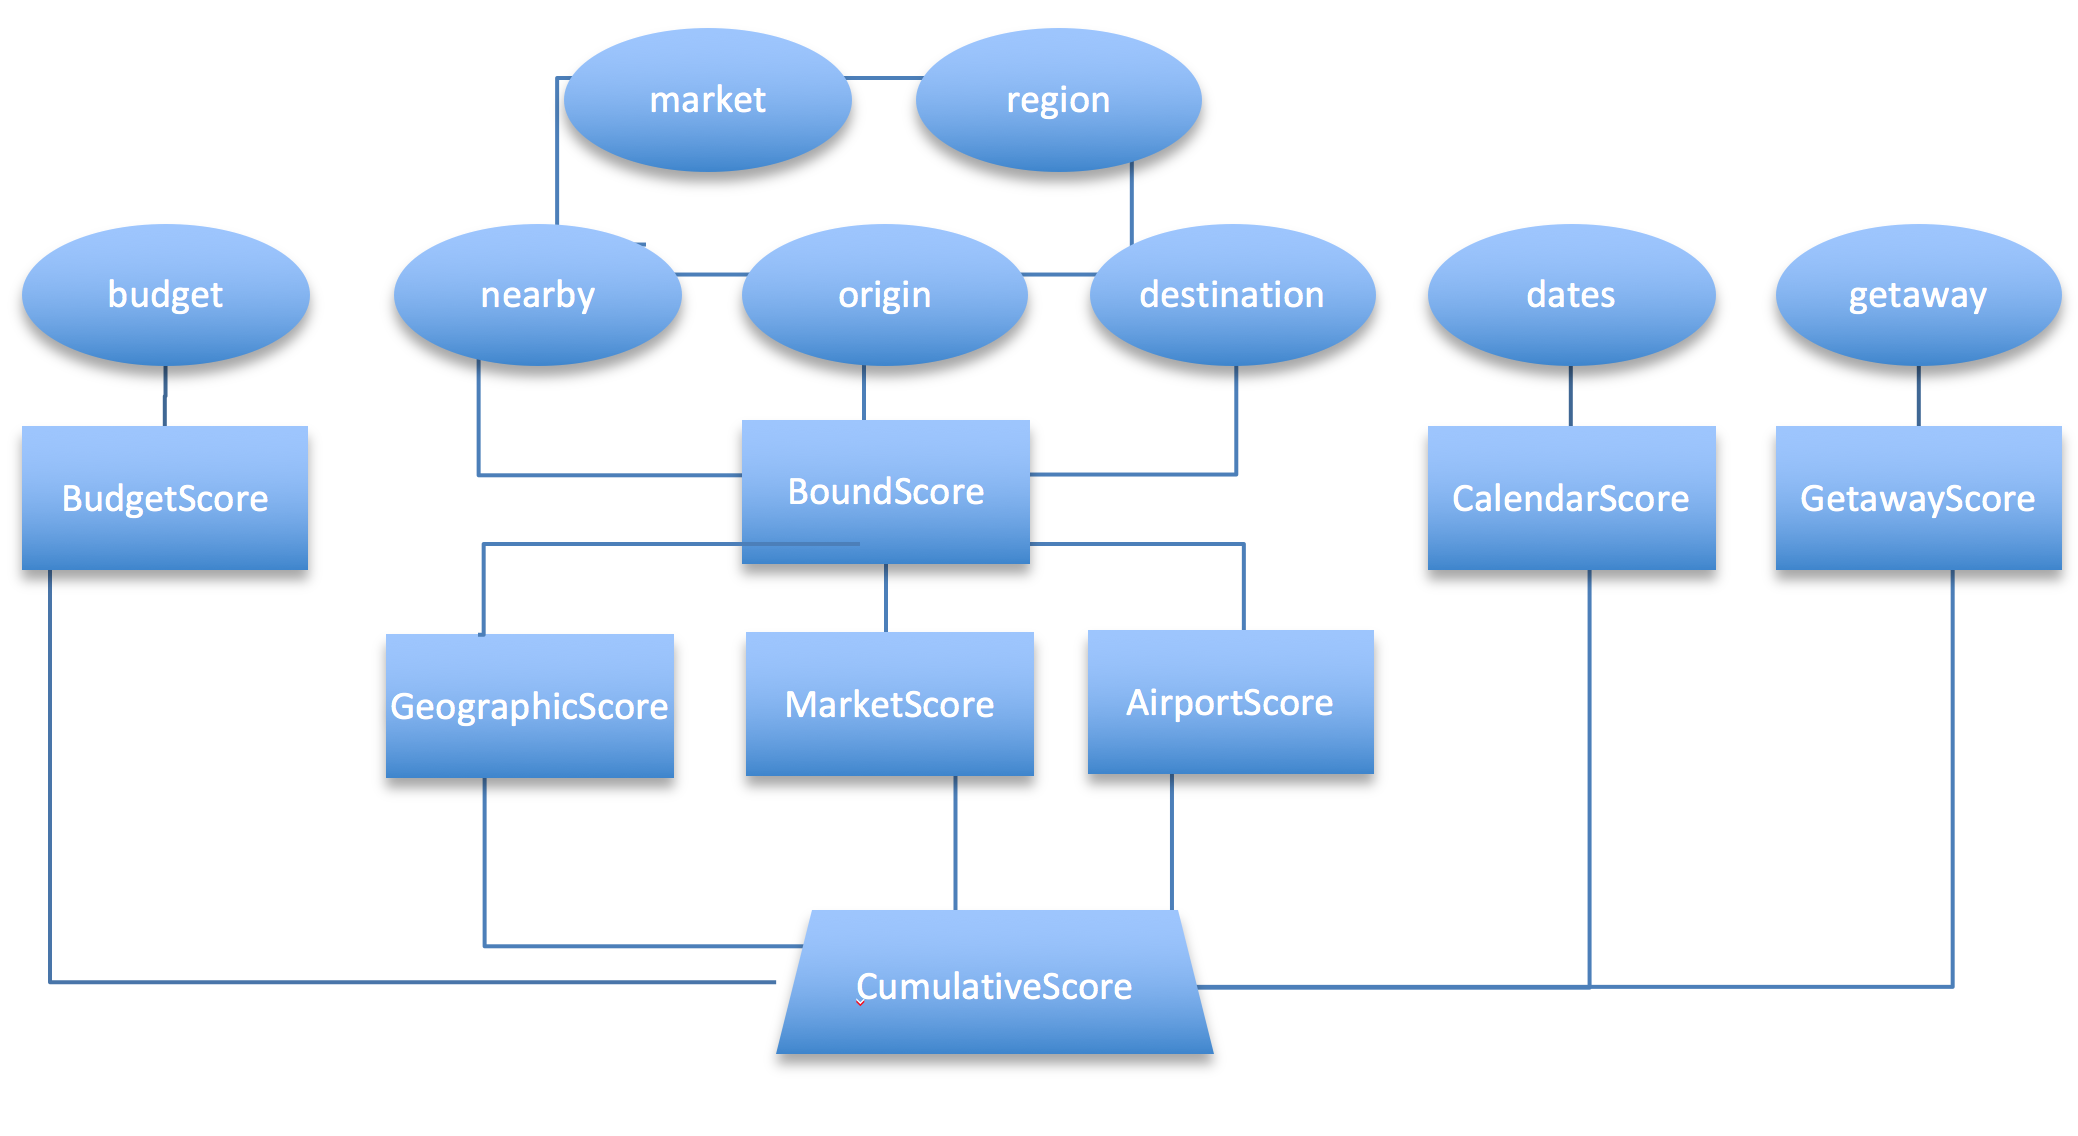 market
region
budget
nearby
origin
destination
dates
getaway
BudgetScore
BoundScore
CalendarScore
GetawayScore
GeographicScore
MarketScore
AirportScore
CumulativeScore